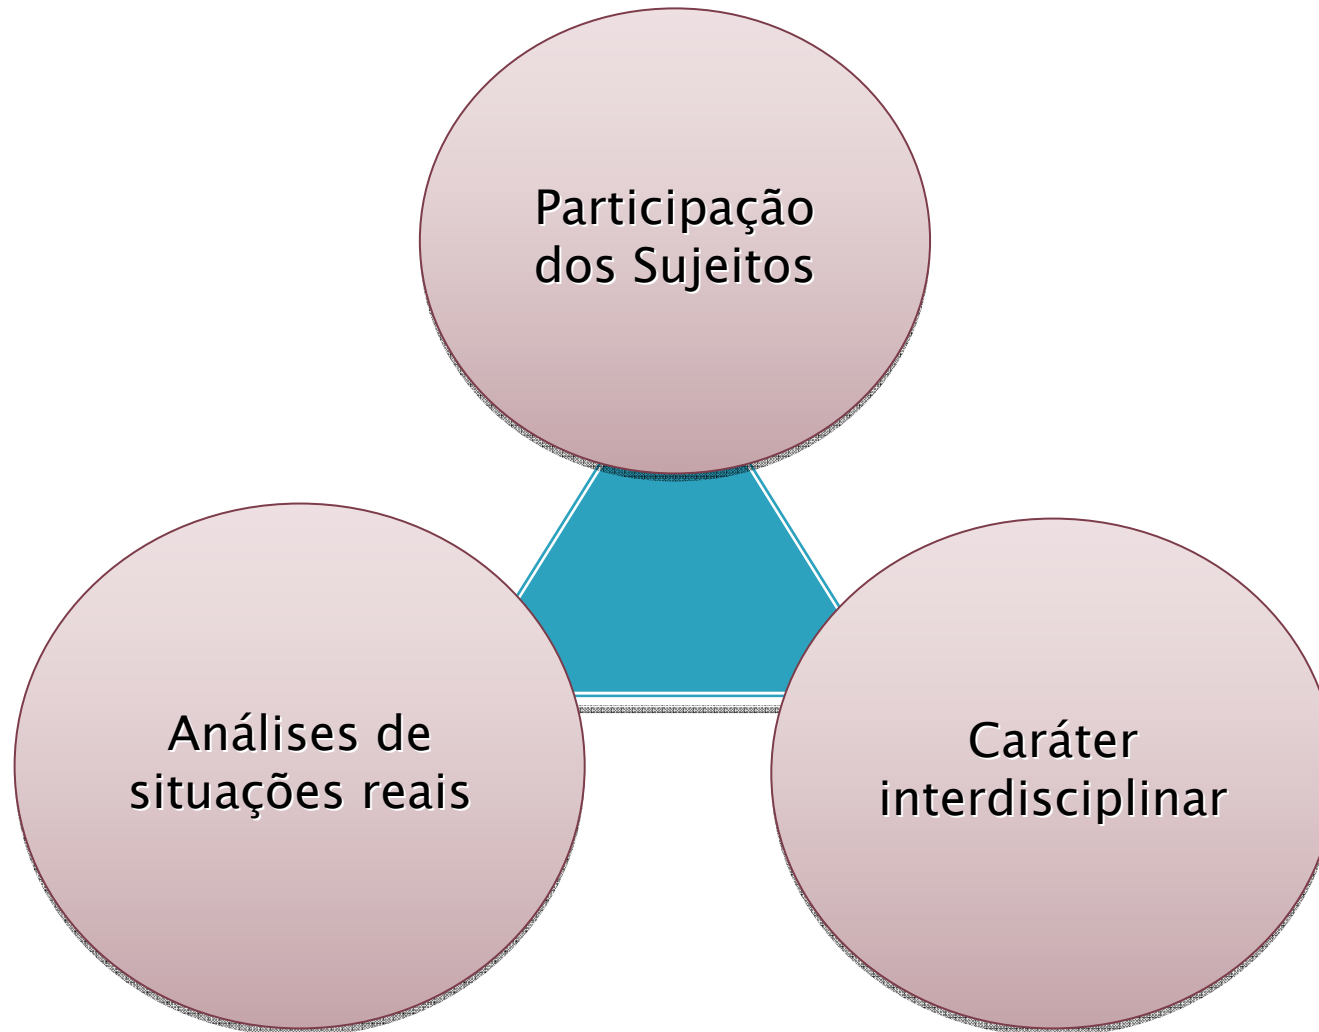 Participação
dos Sujeitos
Análises de
situações reais
Caráter
interdisciplinar